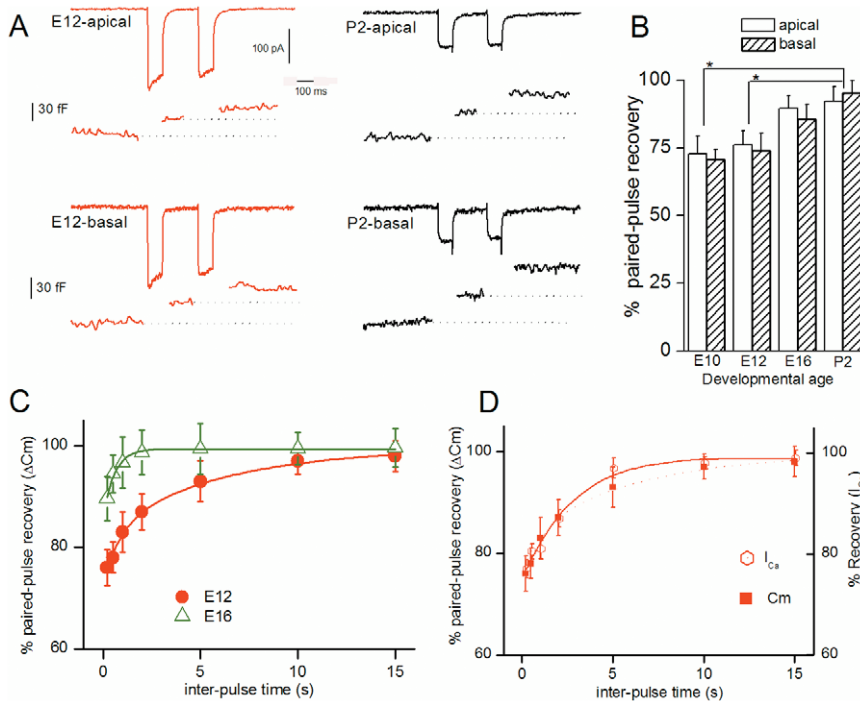 A
E12-apical
100 pA
100 ms
30 fF
P2-apical
E12-basal
30 fF
P2-basal
B
apical
basal
*
*
% paired-pulse recovery
100
75
50
25
0
E10 E12 E16 P2
Developmental age
C
% paired-pulse recovery (ΔCm)
100
80
60
E12
E16
0 5 10 15
inter-pulse time (s)
D
% paired-pulse recovery (ΔCm)
100
80
60
I Ca
Cm
0 5 10 15
inter-pulse time (s)
100
80
60
% Recovery